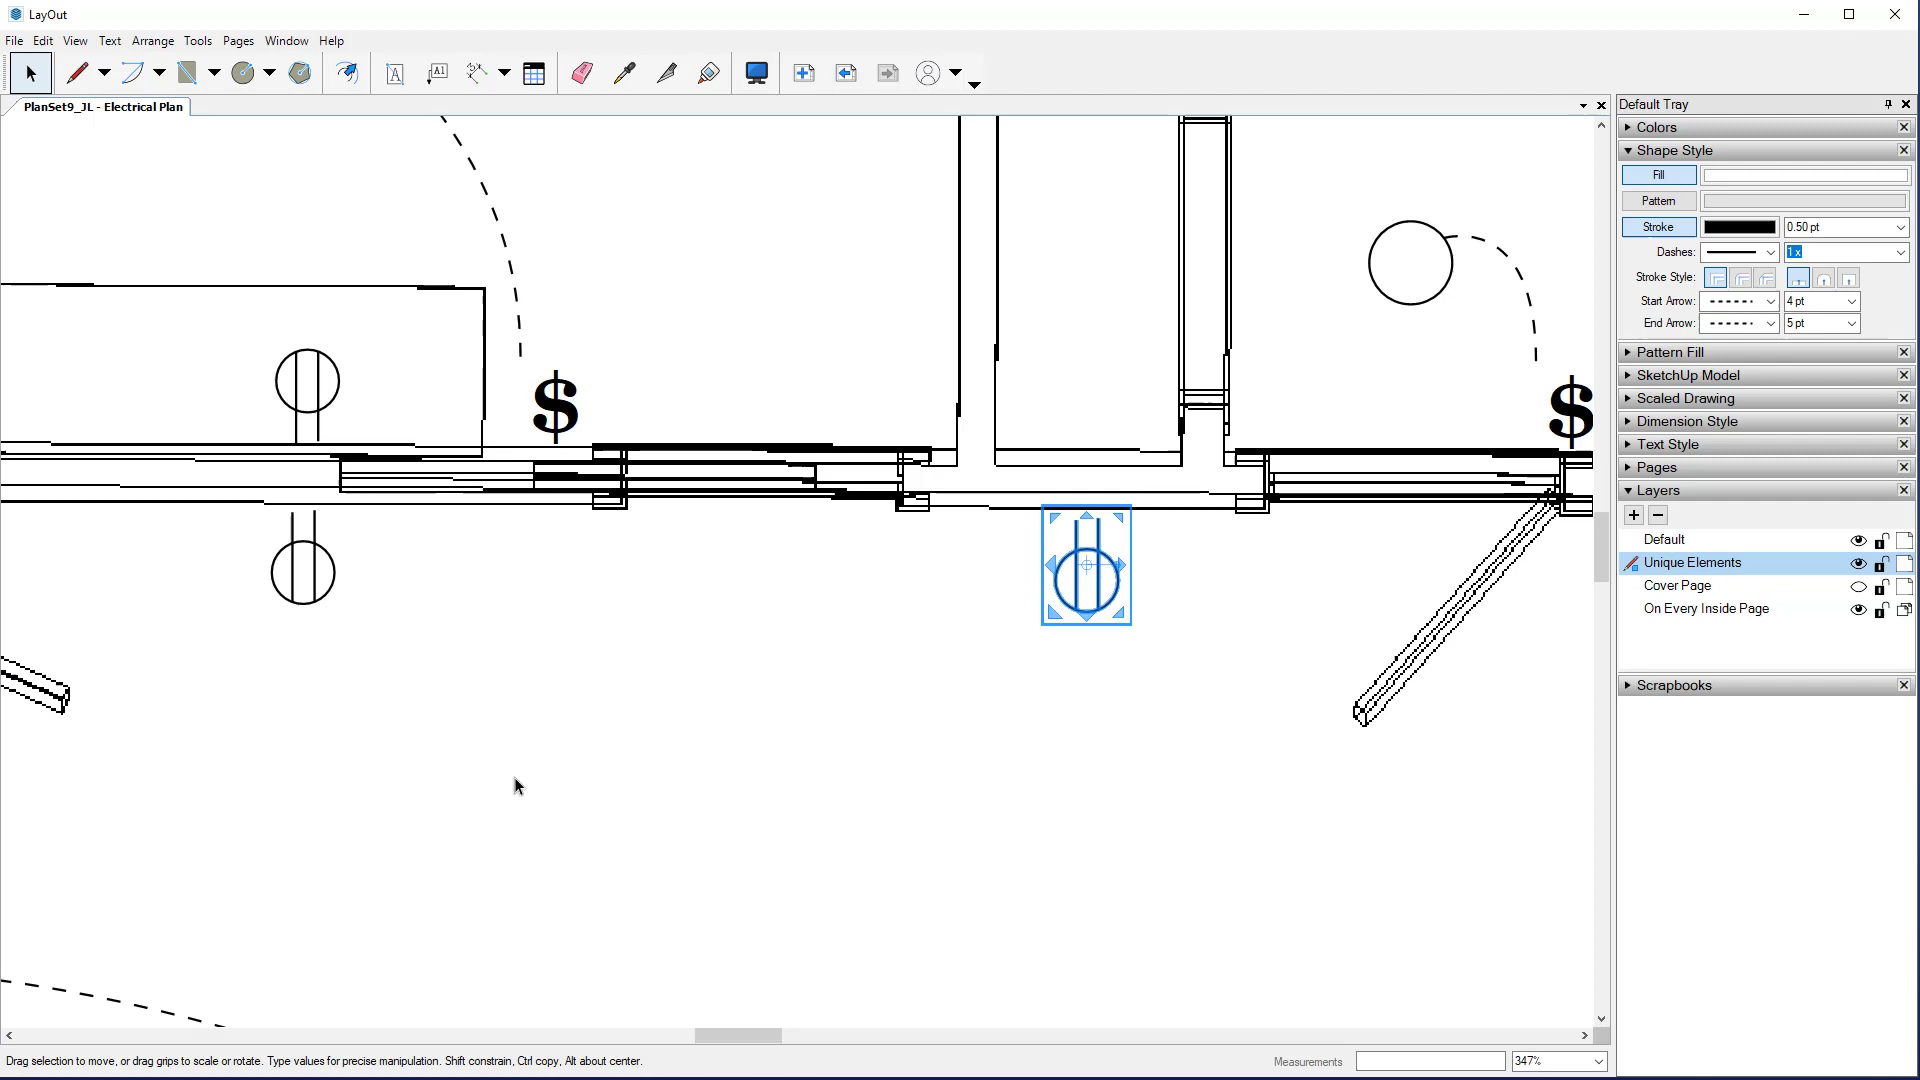 LayOut
File Edit View Text Arrange Tools Pages Window Help
A1
PlanSet9_JL - Electrical Plan
Default Tray
Colors
Shape Style
Fill
Pattern
Stroke 0.50 pt
Dashes: 1 x
Stroke Style:
Start Arrow: 4 pt
End Arrow: 5 pt
Pattern Fill
SketchUp Model
Scaled Drawing
Dimension Style
Text Style
Pages
Layers
Default
Unique Elements
Cover Page
On Every Inside Page
Scrapbooks
$
$
Drag selection to move, or drag grips to scale or rotate. Type values for precise manipulation. Shift constrain, Ctrl copy, Alt about center.
Measurements
347%